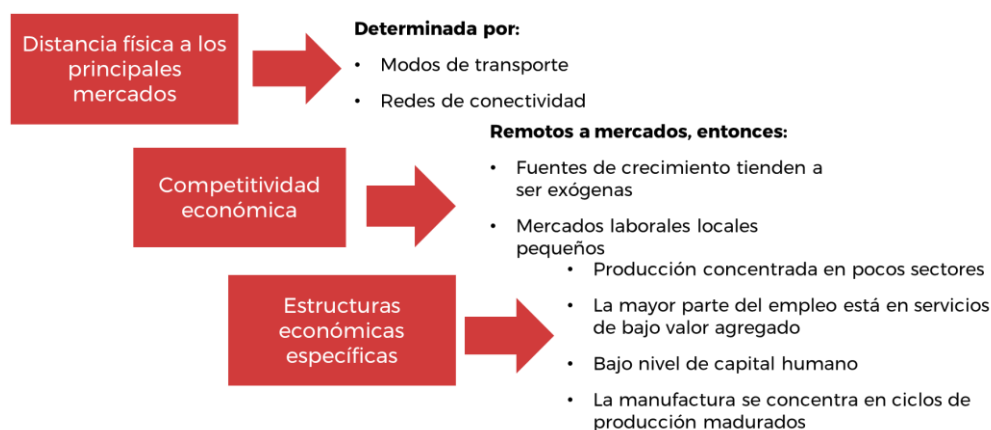 Distancia física a los
principales
mercados
Determinada por:
• Modos de transporte
• Redes de conectividad
Competitividad
económica
Remotos a mercados, entonces:
• Fuentes de crecimiento tienden a
ser exógenas
• Mercados laborales locales
pequeños
Estructuras
económicas
específicas
• Producción concentrada en pocos sectores
• La mayor parte del empleo está en servicios
de bajo valor agregado
• Bajo nivel de capital humano
• La manufactura se concentra en ciclos de
producción madurados